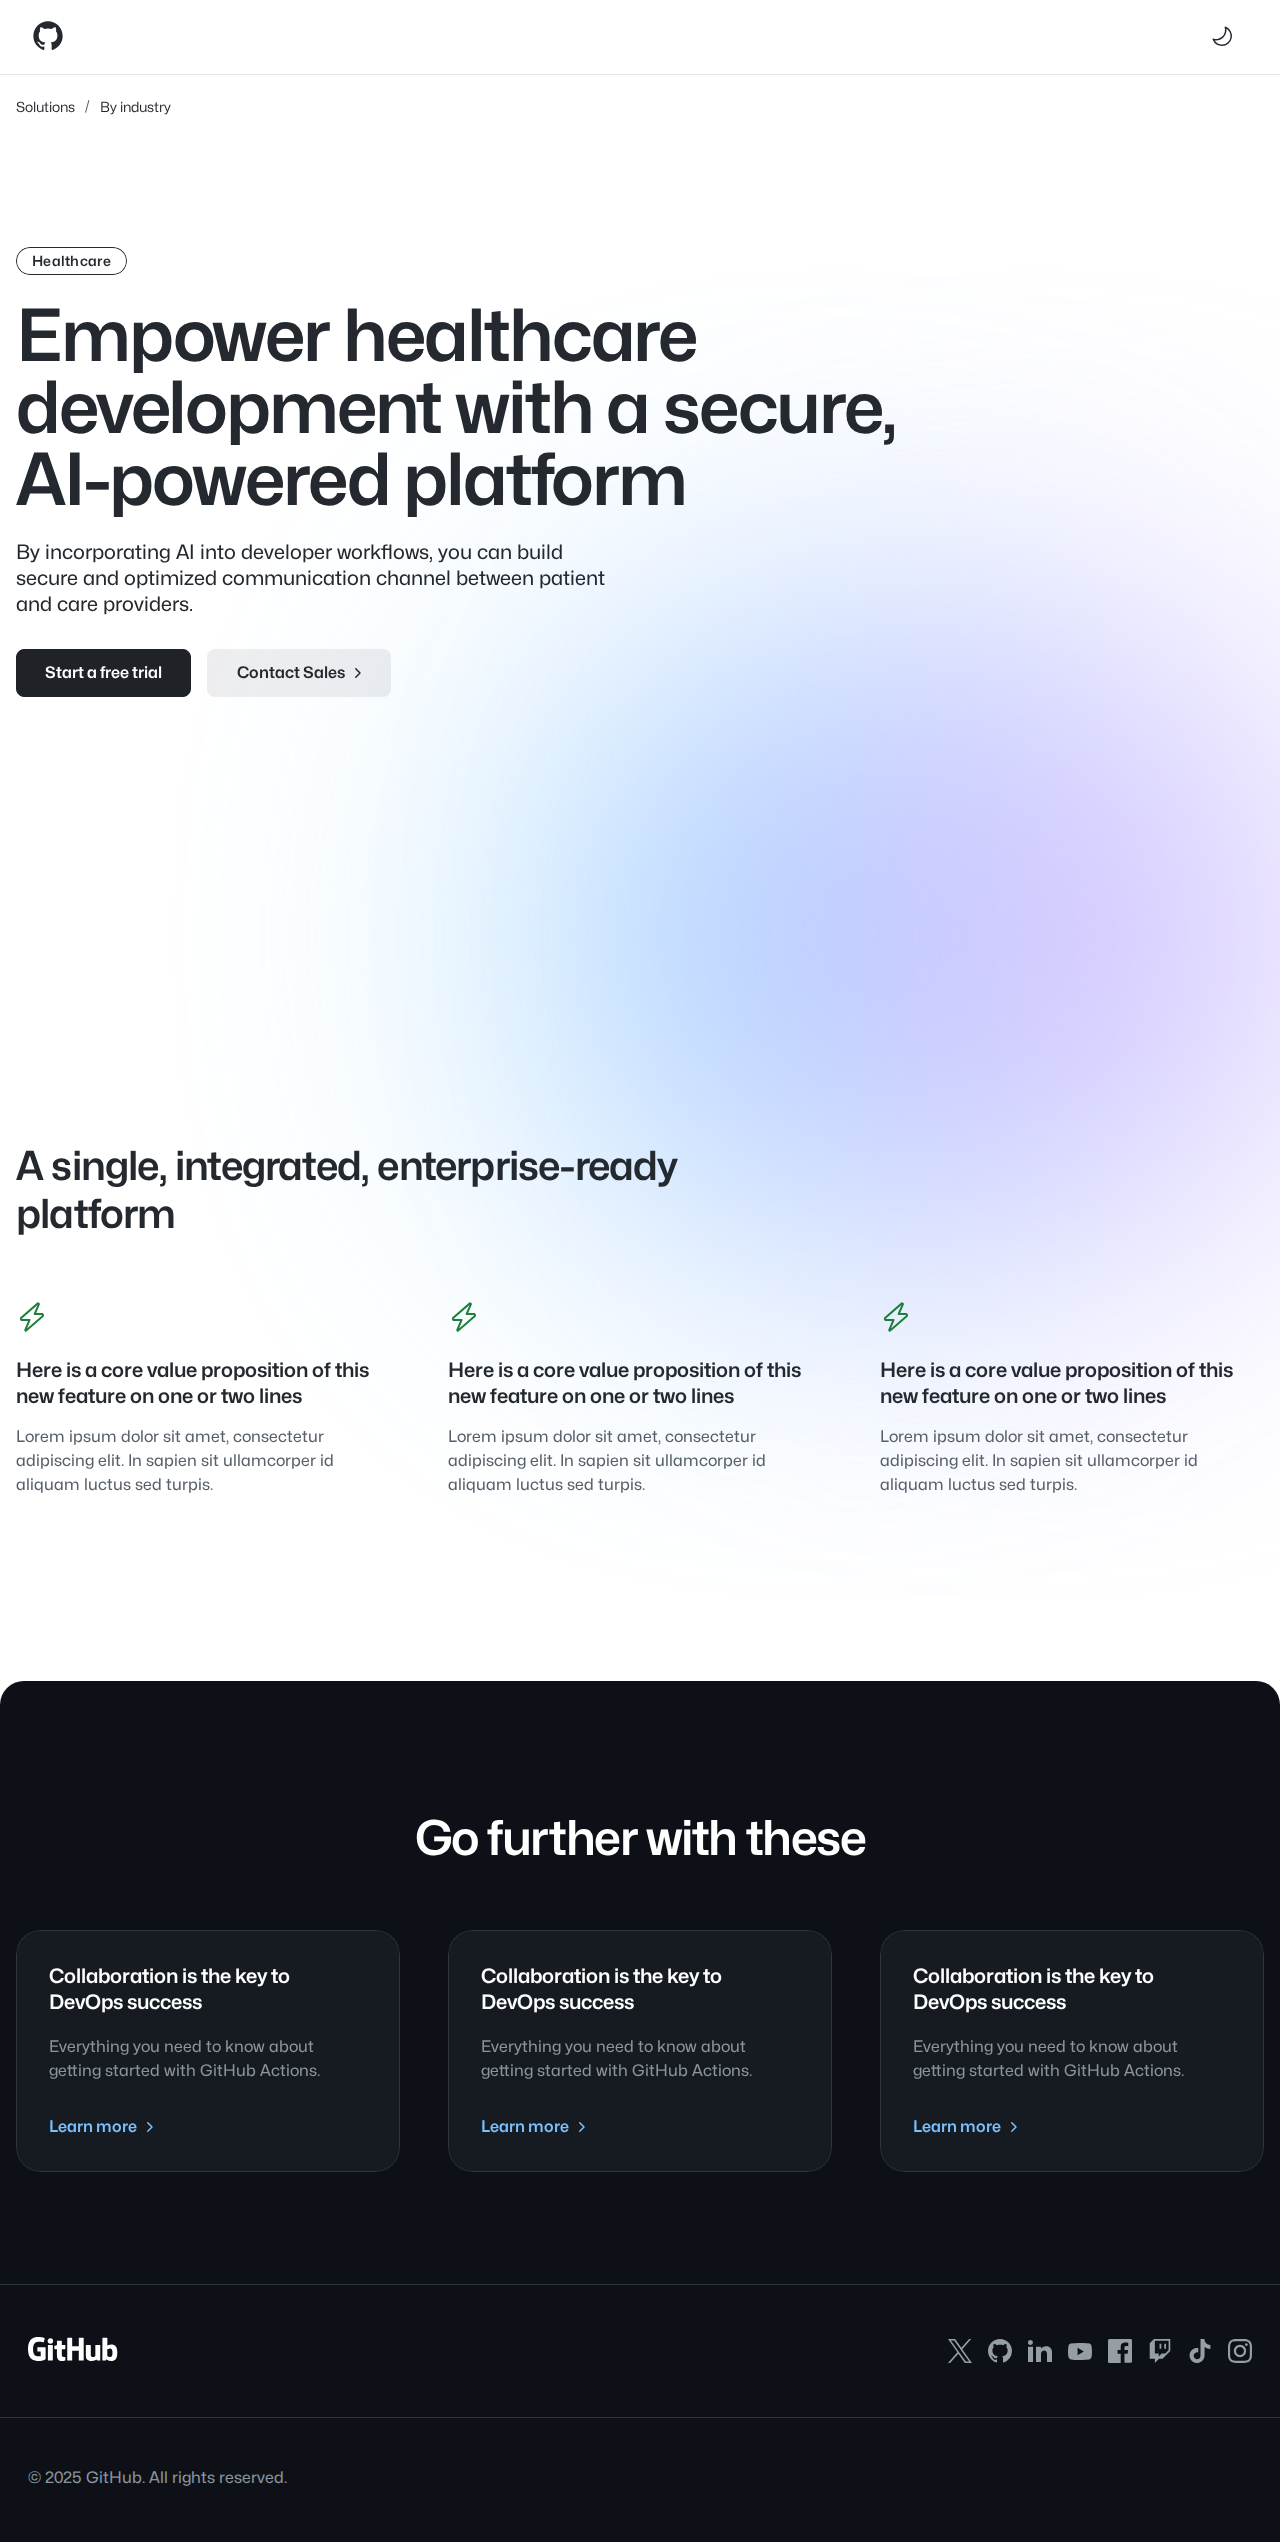 Solutions / By industry
Healthcare
Empower healthcare
development with a secure,
AI-powered platform
By incorporating AI into developer workflows, you can build
secure and optimized communication channel between patient
and care providers.
Start a free trial
Contact Sales
A single, integrated, enterprise-ready
platform
Here is a core value proposition of this
new feature on one or two lines
Lorem ipsum dolor sit amet, consectetur
adipiscing elit. In sapien sit ullamcorper id
aliquam luctus sed turpis.
Here is a core value proposition of this
new feature on one or two lines
Lorem ipsum dolor sit amet, consectetur
adipiscing elit. In sapien sit ullamcorper id
aliquam luctus sed turpis.
Here is a core value proposition of this
new feature on one or two lines
Lorem ipsum dolor sit amet, consectetur
adipiscing elit. In sapien sit ullamcorper id
aliquam luctus sed turpis.
Go further with these
Collaboration is the key to
DevOps success
Everything you need to know about
getting started with GitHub Actions.
Learn more
Collaboration is the key to
DevOps success
Everything you need to know about
getting started with GitHub Actions.
Learn more
Collaboration is the key to
DevOps success
Everything you need to know about
getting started with GitHub Actions.
Learn more
GitHub
© 2025 GitHub. All rights reserved.